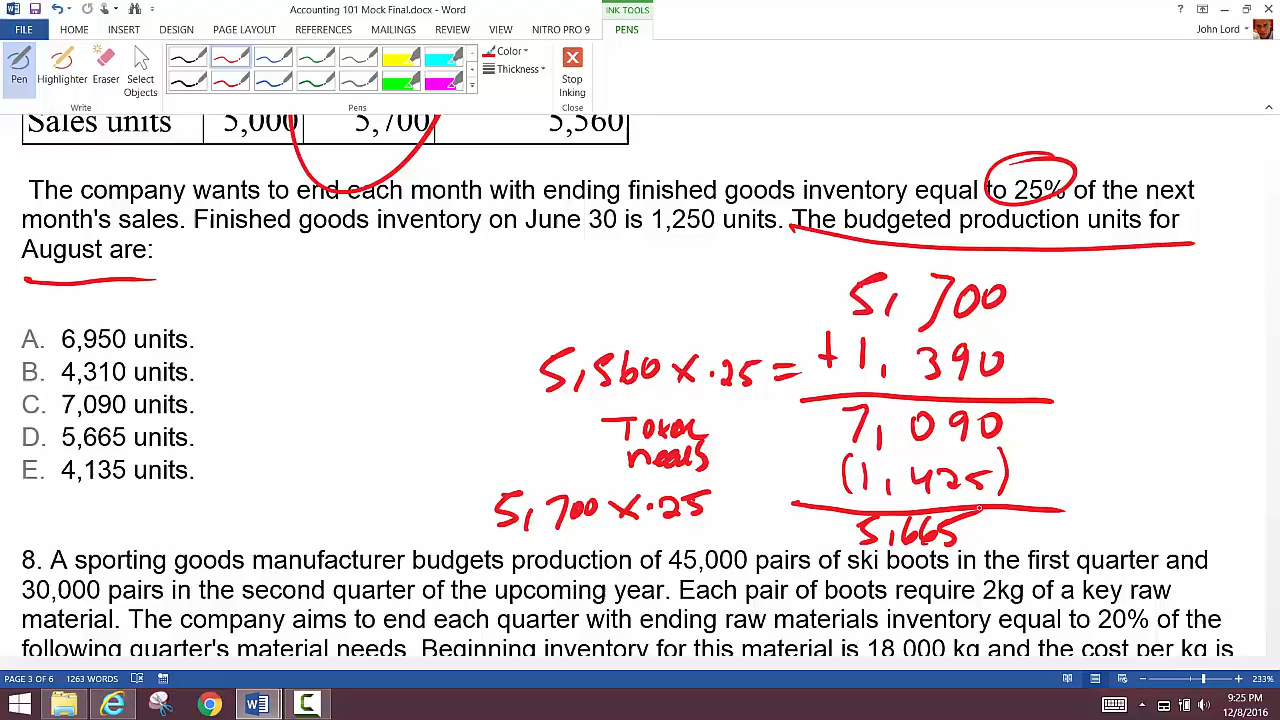 Accounting 101 Mock Final.docx - Word
INK TOOLS
FILE HOME INSERT DESIGN PAGE LAYOUT REFERENCES MAILINGS REVIEW VIEW NITRO PRO 9 PENS
John Lord
Pen Highlighter Eraser Select Objects
Color
Thickness
Stop Inking
Write Pens Close
Sales units 5,000 5,700 5,560
The company wants to end each month with ending finished goods inventory equal to 25% of the next
month's sales. Finished goods inventory on June 30 is 1,250 units. The budgeted production units for
August are:
5,700
A. 6,950 units.
5,560 x .25 = + 1,390
B. 4,310 units.
C. 7,090 units.
Total needs 7,090
D. 5,665 units.
E. 4,135 units.
5,700 x .25 (1,425)
5,665
8. A sporting goods manufacturer budgets production of 45,000 pairs of ski boots in the first quarter and
30,000 pairs in the second quarter of the upcoming year. Each pair of boots require 2kg of a key raw
material. The company aims to end each quarter with ending raw materials inventory equal to 20% of the
following quarter's material needs. Beginning inventory for this material is 18,000 kg and the cost per kg is
PAGE 3 OF 6 1263 WORDS 233%
9:25 PM
12/8/2016